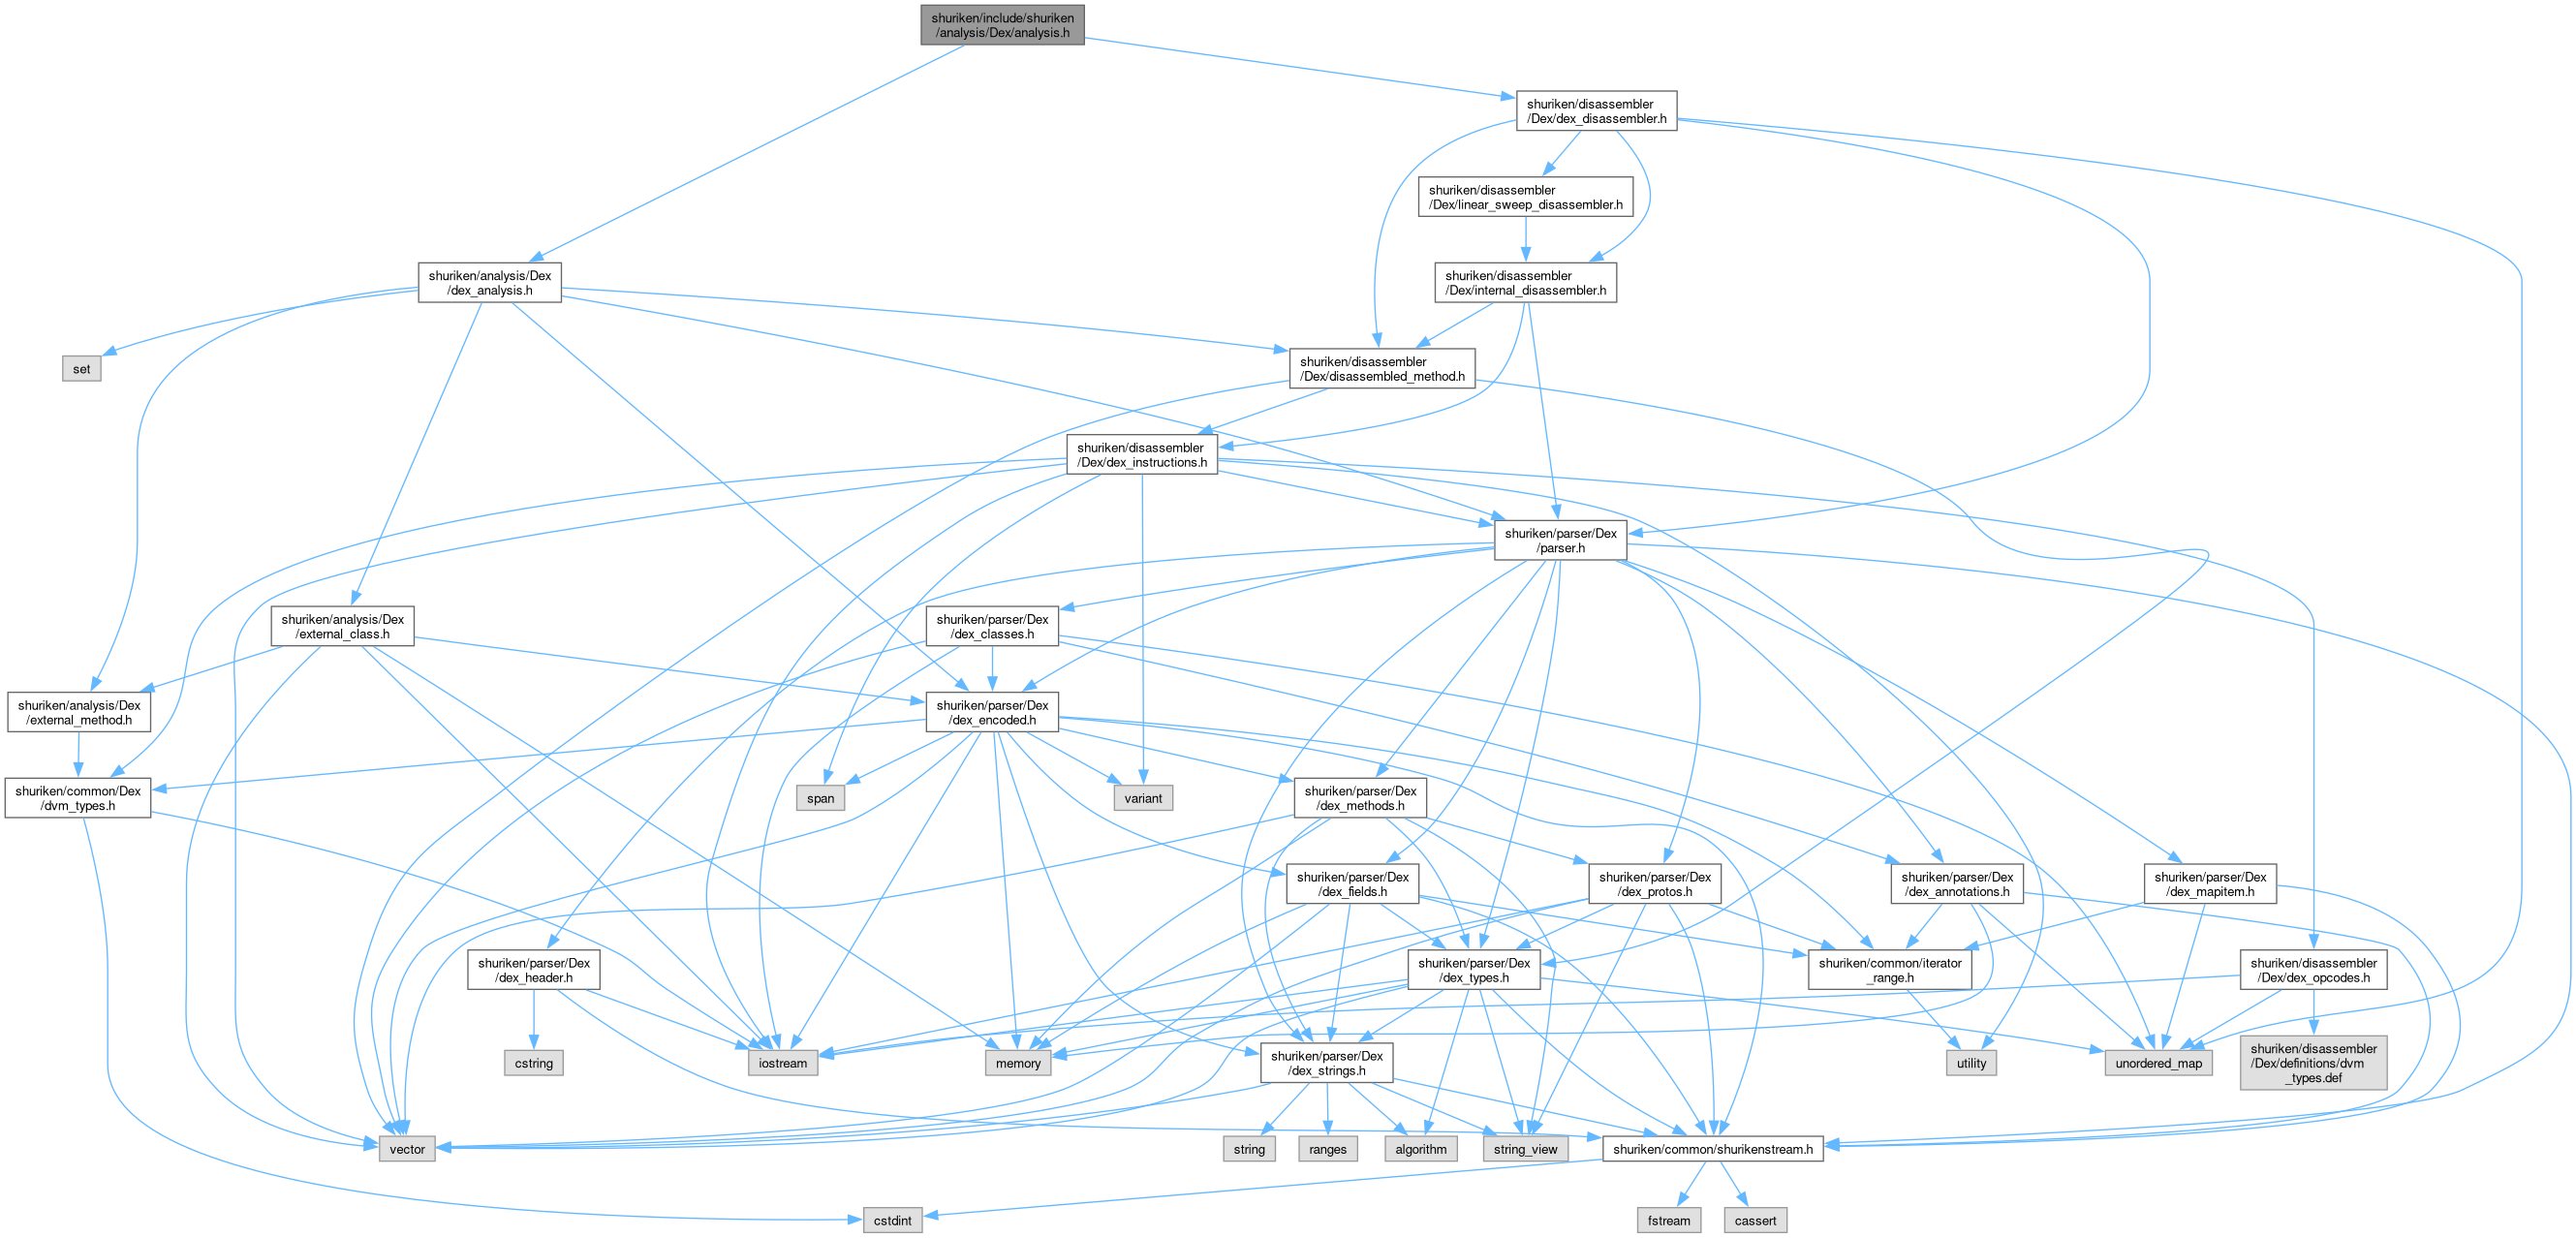 shuriken/include/shuriken
/analysis/Dex/analysis.h
shuriken/disassembler
/Dex/dex_disassembler.h
shuriken/disassembler
/Dex/linear_sweep_disassembler.h
shuriken/analysis/Dex
/dex_analysis.h
shuriken/disassembler
/Dex/internal_disassembler.h
set
shuriken/disassembler
/Dex/disassembled_method.h
shuriken/disassembler
/Dex/dex_instructions.h
shuriken/parser/Dex
/parser.h
shuriken/analysis/Dex
/external_class.h
shuriken/parser/Dex
/dex_classes.h
shuriken/analysis/Dex
/external_method.h
shuriken/parser/Dex
/dex_encoded.h
shuriken/common/Dex
/dvm_types.h
span
variant
shuriken/parser/Dex
/dex_methods.h
shuriken/parser/Dex
/dex_fields.h
shuriken/parser/Dex
/dex_protos.h
shuriken/parser/Dex
/dex_annotations.h
shuriken/parser/Dex
/dex_mapitem.h
shuriken/parser/Dex
/dex_header.h
shuriken/parser/Dex
/dex_types.h
shuriken/common/iterator
_range.h
shuriken/disassembler
/Dex/dex_opcodes.h
cstring
iostream
memory
shuriken/parser/Dex
/dex_strings.h
utility
unordered_map
shuriken/disassembler
/Dex/definitions/dvm
_types.def
vector
string
ranges
algorithm
string_view
shuriken/common/shurikenstream.h
cstdint
fstream
cassert